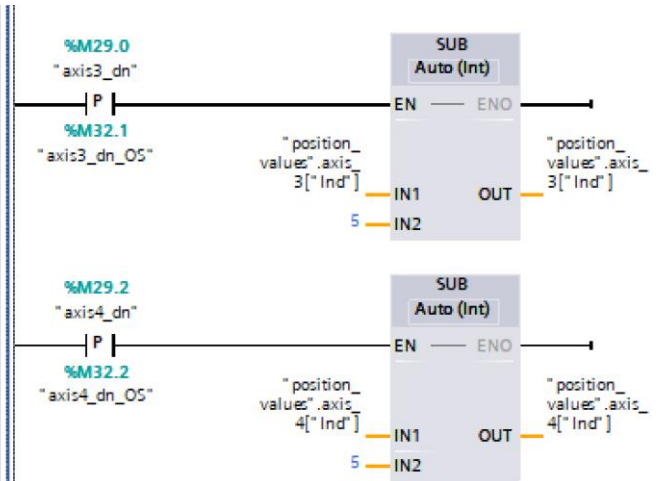 %M29.0
"axis3_dn"
P
%M32.1
"axis3_dn_OS"
SUB
Auto (Int)
EN
ENO
"position_
values".axis_
3["Ind"]
IN1
5
IN2
OUT
"position_
values".axis_
3["Ind"]
%M29.2
"axis4_dn"
P
%M32.2
"axis4_dn_OS"
SUB
Auto (Int)
EN
ENO
"position_
values".axis_
4["Ind"]
IN1
5
IN2
OUT
"position_
values".axis_
4["Ind"]